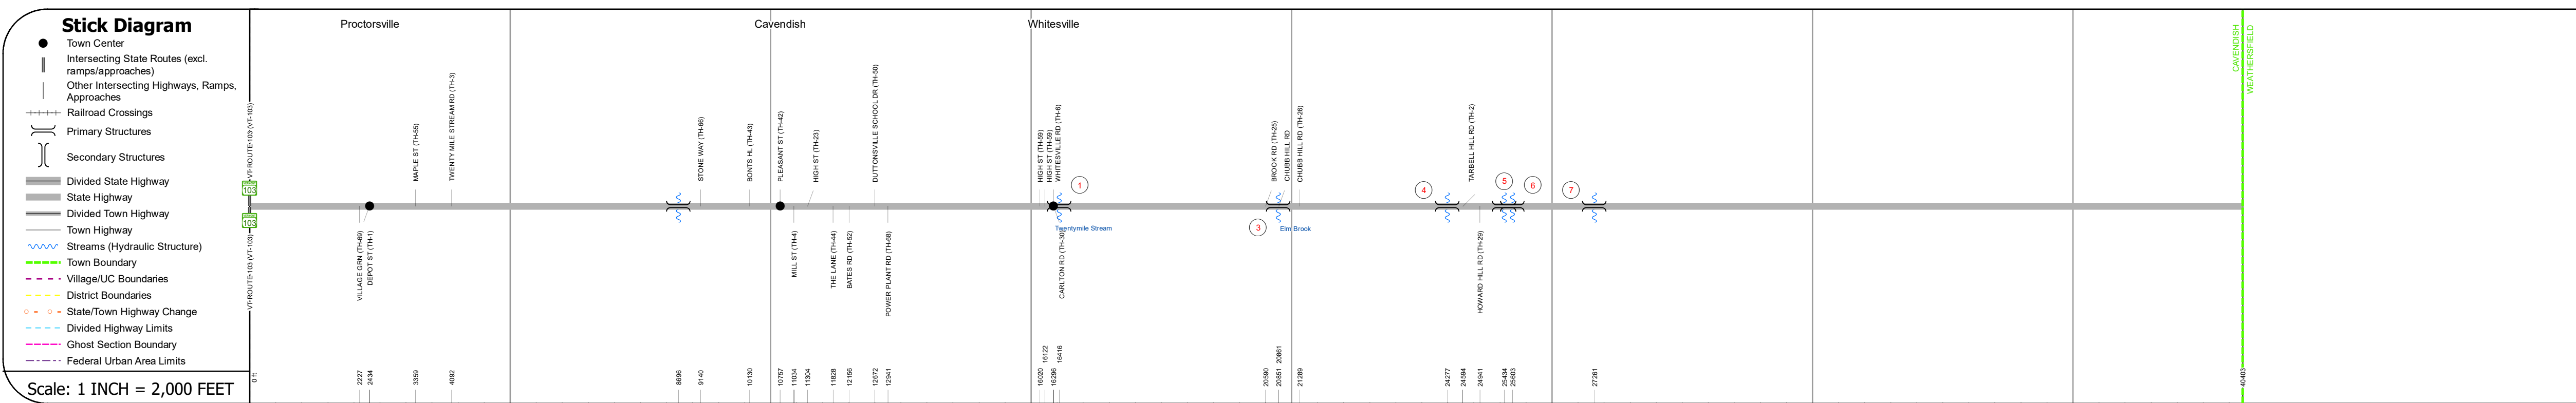 Stick Diagram
Town Center
Intersecting State Routes (excl.
ramps/approaches)
Other Intersecting Highways, Ramps,
Approaches
Railroad Crossings
Primary Structures
Secondary Structures
Divided State Highway
State Highway
Divided Town Highway
Town Highway
Streams (Hydraulic Structure)
Town Boundary
Village/UC Boundaries
District Boundaries
State/Town Highway Change
Divided Highway Limits
Ghost Section Boundary
Federal Urban Area Limits
Scale: 1 INCH = 2,000 FEET
Proctorsville
Cavendish
Whitesville
CAVENDISH
WEATHERSFIELD
VT ROUTE 103 (VT-103)
MAPLE ST (TH-55)
TWENTY MILE STREAM RD (TH-3)
STONE WAY (TH-66)
BONTS HL (TH-43)
PLEASANT ST (TH-42)
HIGH ST (TH-23)
DUTTONSVILLE SCHOOL DR (TH-50)
HIGH ST (TH-59)
HIGH ST (TH-59)
WHITESVILLE RD (TH-6)
BROOK RD (TH-25)
CHUBB HILL RD
CHUBB HILL RD (TH-26)
TARBELL HILL RD (TH-2)
103
103
1
3
4
5
6
7
Twentymile Stream
Elm Brook
VT ROUTE 103 (VT-103)
VILLAGE GRN (TH-69)
DEPOT ST (TH-1)
MILL ST (TH-4)
THE LANE (TH-44)
BATES RD (TH-52)
POWER PLANT RD (TH-68)
CARLTON RD (TH-30)
HOWARD HILL RD (TH-29)
0 ft
2227
2434
3359
4092
8696
9140
10130
10757
11034
11304
11828
12156
12672
12941
16020
16122
16296
16416
20590
20851
20861
21289
24277
24594
24941
25434
25603
27261
40403